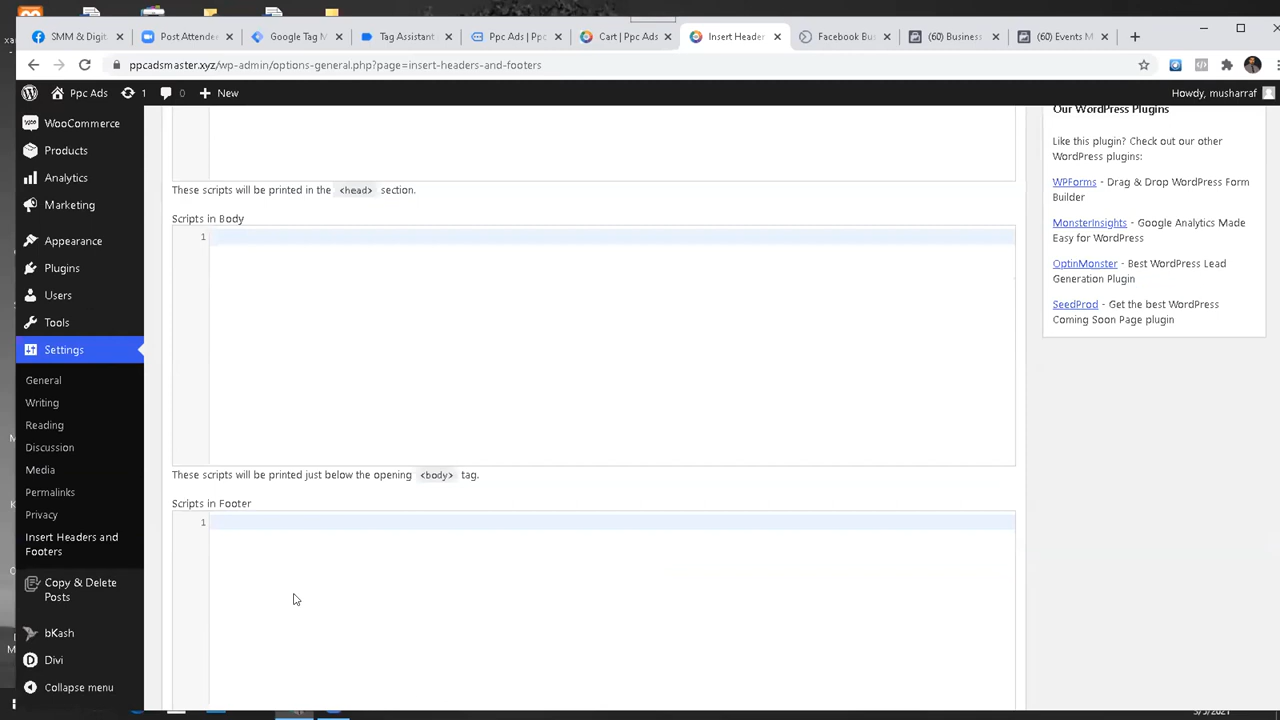 SMM & Digit
Post Attende
Google Tag M
Tag Assistant
Ppc Ads | Ppc
Cart | Ppc Ads
Insert Header
Facebook Bu
(60) Business
(60) Events M
ppcadsmaster.xyz/wp-admin/options-general.php?page=insert-headers-and-footers
Ppc Ads
1
0
New
Howdy, musharraf
WooCommerce
Products
Analytics
Marketing
Appearance
Plugins
Users
Tools
Settings
General
Writing
Reading
Discussion
Media
Permalinks
Privacy
Insert Headers and
Footers
Copy & Delete
Posts
bKash
Divi
Collapse menu
These scripts will be printed in the <head> section.
Scripts in Body
1
These scripts will be printed just below the opening <body> tag.
Scripts in Footer
1
Our WordPress Plugins
Like this plugin? Check out our other
WordPress plugins:
WPForms - Drag & Drop WordPress Form
Builder
MonsterInsights - Google Analytics Made
Easy for WordPress
OptinMonster - Best WordPress Lead
Generation Plugin
SeedProd - Get the best WordPress
Coming Soon Page plugin